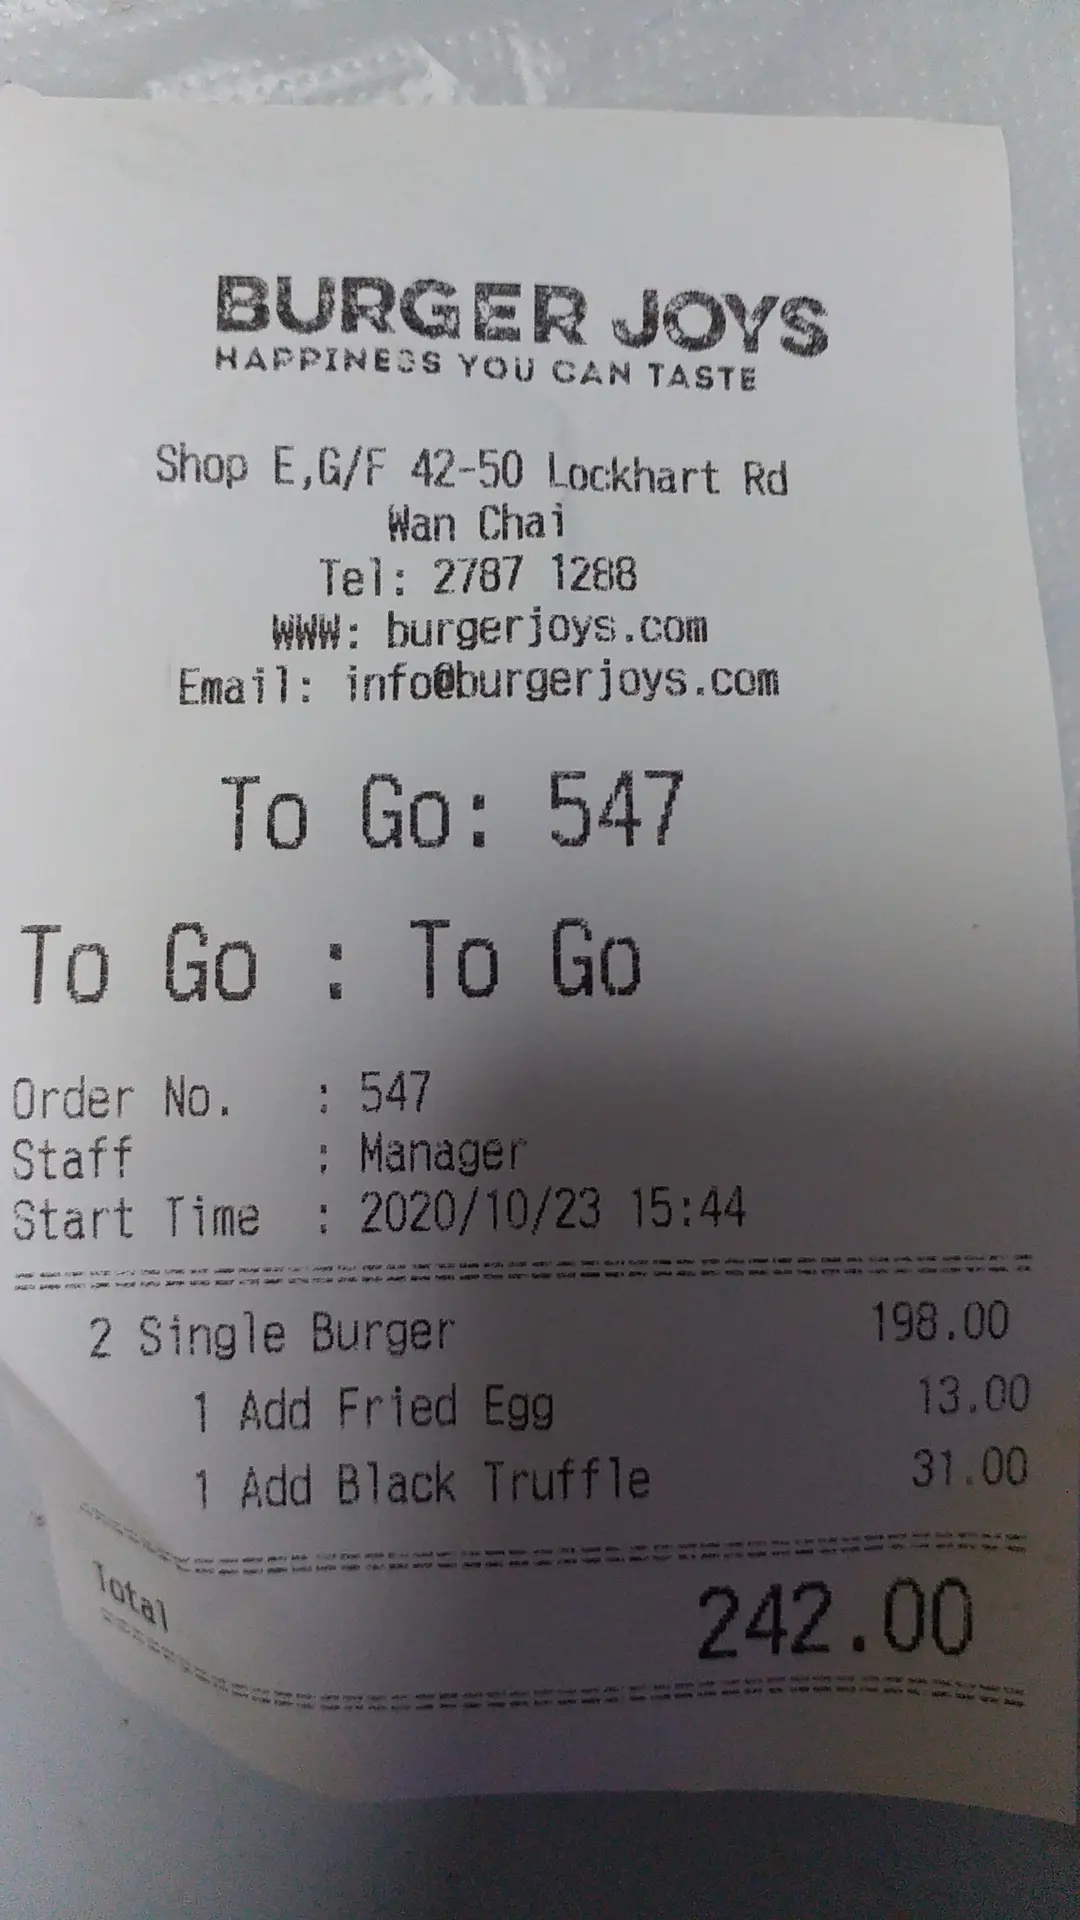 BURGER JOYS
HAPPINESS YOU CAN TASTE
Shop E,G/F 42-50 Lockhart Rd
Wan Chai
Tel: 2787 1288
WWW: burgerjoys.com
Email: info@burgerjoys.com
To Go: 547
To Go : To Go
Order No. : 547
Staff : Manager
Start Time : 2020/10/23 15:44
2 Single Burger 198.00
1 Add Fried Egg 13.00
1 Add Black Truffle 31.00
Total 242.00